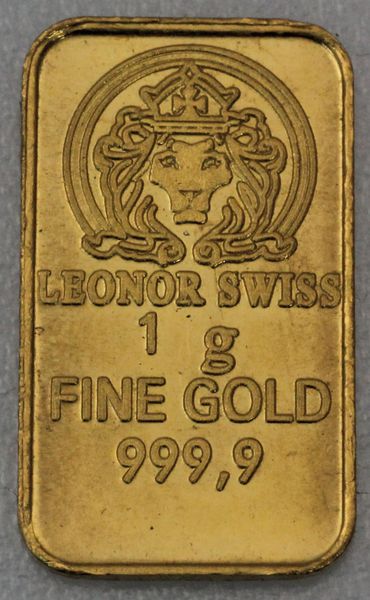 LEONOR SWISS
1 g
FINE GOLD
999,9